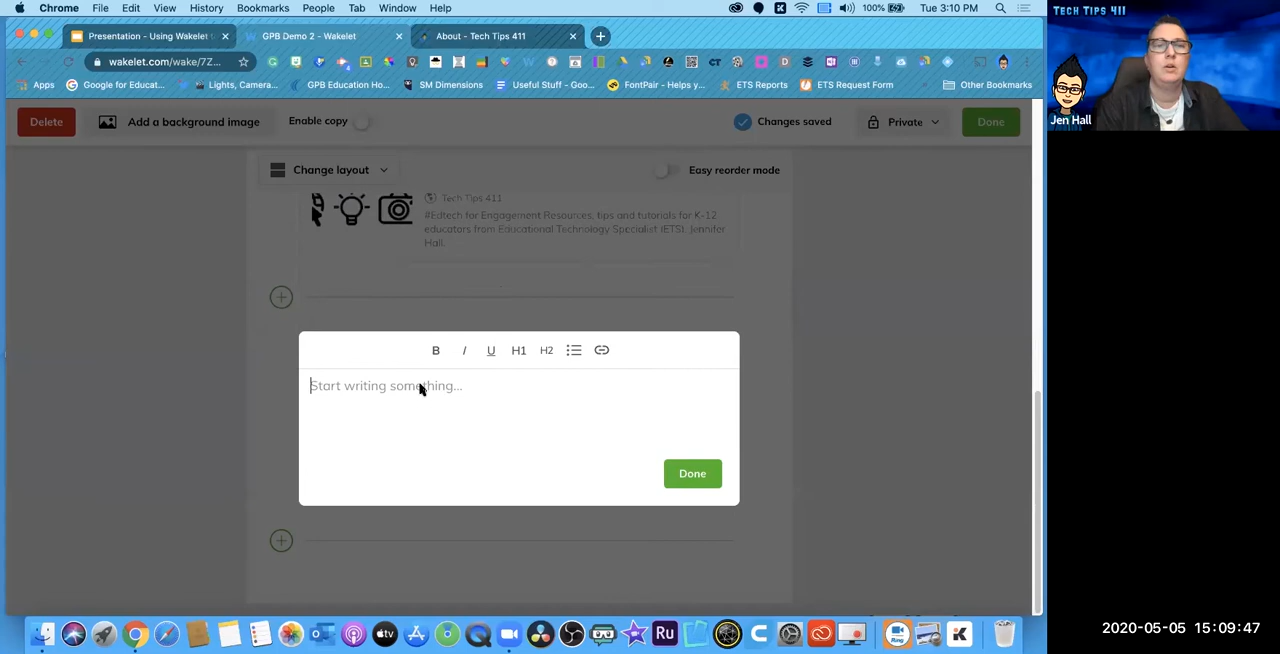 Chrome File Edit View History Bookmarks People Tab Window Help 100% Tue 3:10 PM
TECH TIPS 411
Presentation - Using Wakelet
GPB Demo 2 - Wakelet
About - Tech Tips 411
wakelet.com/wake/7Z...
Apps Google for Educat... Lights, Camera... GPB Education Ho... SM Dimensions Useful Stuff - Goo... FontPair - Helps y... ETS Reports ETS Request Form Other Bookmarks
Delete Add a background image Enable copy Changes saved Private Done
Jen Hall
Change layout Easy reorder mode
Tech Tips 411
#Edtech for Engagement Resources, tips and tutorials for K-12
educators from Educational Technology Specialist (ETS), Jennifer
Hall.
B I U H1 H2
Start writing something...
Done
tv Ru
Ring
2020-05-05 15:09:47